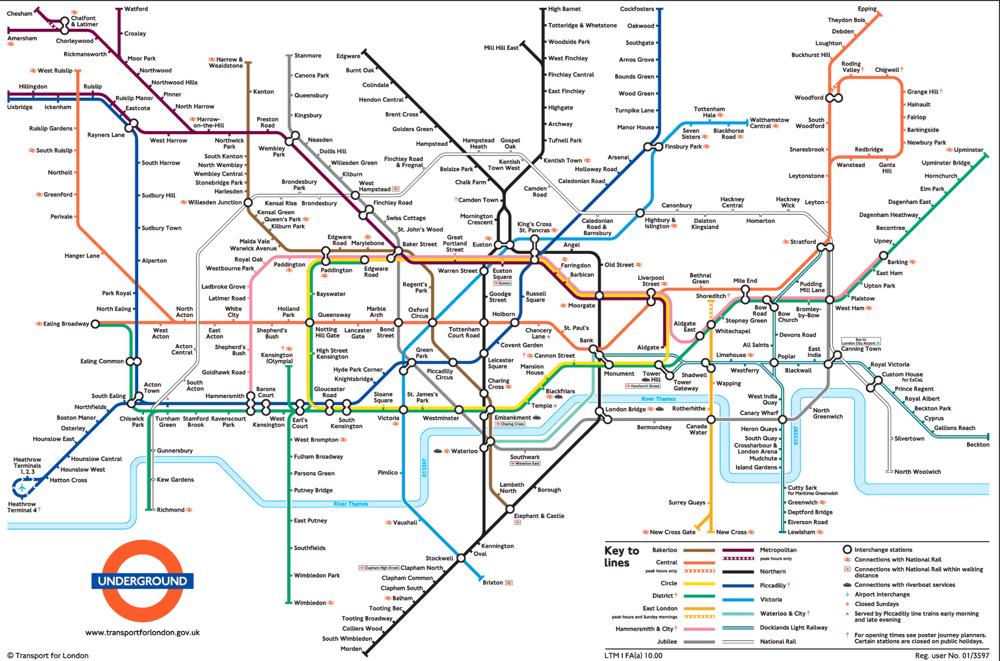 Chesham
Chalfont
& Latimer
Watford
Amersham
Chorleywood
Croxley
Rickmansworth
Moor Park
Northwood
Northwood Hills
Pinner
North Harrow
Harrow-
on-the-Hill
Northwick
Park
Preston
Road
Wembley
Park
West Ruislip
Hillingdon
Ruislip
Uxbridge
Ickenham
Ruislip Manor
Eastcote
Rayners Lane
West Harrow
Ruislip Gardens
South Ruislip
Northolt
Greenford
Perivale
Hanger Lane
South Harrow
Sudbury Hill
Sudbury Town
Alperton
Park Royal
North Ealing
Ealing Broadway
Ealing Common
South Ealing
Acton
Town
Northfields
Boston Manor
Osterley
Hounslow East
Hounslow Central
Hounslow West
Hatton Cross
Heathrow
Terminals
1, 2, 3
Heathrow
Terminal 4†
Harrow &
Wealdstone
Kenton
South Kenton
North Wembley
Wembley Central
Stonebridge Park
Harlesden
Willesden Junction
Kensal Green
Queen's Park
Kilburn Park
Maida Vale
Warwick Avenue
Stanmore
Canons Park
Queensbury
Kingsbury
Neasden
Dollis Hill
Willesden Green
Kilburn
West
Hampstead
Finchley Road
Swiss Cottage
St. John's Wood
Baker Street
Brondesbury
Park
Kensal Rise
Brondesbury
Finchley Road
& Frognal
Hampstead
Heath
Gospel
Oak
Kentish
Town West
Camden
Road
Caledonian
Road &
Barnsbury
Edgware
Burnt Oak
Colindale
Hendon Central
Brent Cross
Golders Green
Hampstead
Belsize Park
Chalk Farm
†Camden Town
Mornington
Crescent
Euston
High Barnet
Totteridge & Whetstone
Woodside Park
Mill Hill East
West Finchley
Finchley Central
East Finchley
Highgate
Archway
Tufnell Park
Kentish Town
Cockfosters
Oakwood
Southgate
Arnos Grove
Bounds Green
Wood Green
Turnpike Lane
Manor House
Finsbury Park
Arsenal
Holloway Road
Caledonian Road
King's Cross
St. Pancras
Tottenham
Hale
Seven
Sisters
Blackhorse
Road
Walthamstow
Central
Highbury &
Islington
Canonbury
Dalston
Kingsland
Hackney
Central
Homerton
Hackney
Wick
Epping
Theydon Bois
Debden
Loughton
Buckhurst Hill
Roding
Valley†
Chigwell†
Woodford
Grange Hill†
Hainault
Fairlop
Barkingside
Newbury Park
South
Woodford
Snaresbrook
Redbridge
Wanstead
Gants
Hill
Leytonstone
Leyton
Stratford
Upminster
Upminster Bridge
Hornchurch
Elm Park
Dagenham East
Dagenham Heathway
Becontree
Upney
Barking
East Ham
Upton Park
Plaistow
West Ham
Pudding
Mill Lane
Bromley-
by-Bow
Bow
Road
Bow
Church
Mile End
Bethnal
Green
Shoreditch†
Stepney Green
Whitechapel
Aldgate
East
Aldgate
Liverpool
Street
Moorgate
Barbican
Farringdon
Old Street
Angel
Great
Portland
Street
Euston
Square
Euston
Warren Street
Goodge
Street
Regent's
Park
Russell
Square
Holborn
Tottenham
Court Road
Oxford
Circus
Bond
Street
Marble
Arch
Lancaster
Gate
Queensway
Notting
Hill Gate
Holland
Park
Shepherd's
Bush
White
City
East
Acton
North
Acton
West
Acton
Edgware
Road
Marylebone
Paddington
Paddington
Edgware
Road
Royal Oak
Westbourne Park
Ladbroke Grove
Latimer Road
Shepherd's
Bush
Goldhawk Road
Hammersmith
Bayswater
High Street
Kensington
†
Kensington
(Olympia)
Barons
Court
Gloucester
Road
Earl's
Court
South
Kensington
West
Kensington
Ravenscourt
Park
Stamford
Brook
Turnham
Green
Chiswick
Park
Acton
Central
South
Acton
Gunnersbury
Kew Gardens
Richmond
West Brompton
Fulham Broadway
Parsons Green
Putney Bridge
East Putney
Southfields
Wimbledon Park
Wimbledon
Hyde Park Corner
Knightsbridge
Green
Park
Piccadilly
Circus
Leicester
Square
Covent Garden
Chancery
Lane
St. Paul's
Bank
Monument
† Cannon Street
Mansion
House
Blackfriars
Temple
Embankment
Charing Cross
Charing
Cross
Westminster
St. James's
Park
Victoria
Sloane
Square
Pimlico
Vauxhall
Stockwell
Brixton
Waterloo
Southwark
Waterloo East
Lambeth
North
Elephant & Castle
Borough
London Bridge
Kennington
Oval
Clapham High Street
Clapham North
Clapham Common
Clapham South
Balham
Tooting Bec
Tooting Broadway
Colliers Wood
South Wimbledon
Morden
Tower
Hill
Fenchurch Street
Tower
Gateway
Shadwell
Limehouse
Westferry
Poplar
All Saints
Devons Road
Blackwall
East
India
Bus to
London City Airport
Canning Town
Royal Victoria
Custom House
for ExCeL
Prince Regent
Royal Albert
Beckton Park
Cyprus
Gallions Reach
Beckton
Silvertown
North Woolwich
North
Greenwich
Wapping
Rotherhithe
Canada
Water
Bermondsey
Surrey Quays
New Cross Gate
New Cross
West India
Quay
Canary Wharf
Heron Quays
South Quay
Crossharbour &
London Arena
Mudchute
Island Gardens
Cutty Sark
for Maritime Greenwich
Greenwich
Deptford Bridge
Elverson Road
Lewisham
River Thames
River Thames
013597
013597
UNDERGROUND
www.transportforlondon.gov.uk
© Transport for London
Key to
lines
Bakerloo
Central
peak hours only
Circle
District†
East London
peak hours and Sunday mornings
Hammersmith & City†
Jubilee
Metropolitan
peak hours only
Northern
Piccadilly†
Victoria
Waterloo & City†
Docklands Light Railway
National Rail
Interchange stations
Connections with National Rail
Connections with National Rail within walking
distance
Connections with riverboat services
Airport interchange
Closed Sundays
Served by Piccadilly line trains early morning
and late evening
† For opening times see poster journey planners.
Certain stations are closed on public holidays.
LTM I FA(a) 10.00
Reg. user No. 01/3597